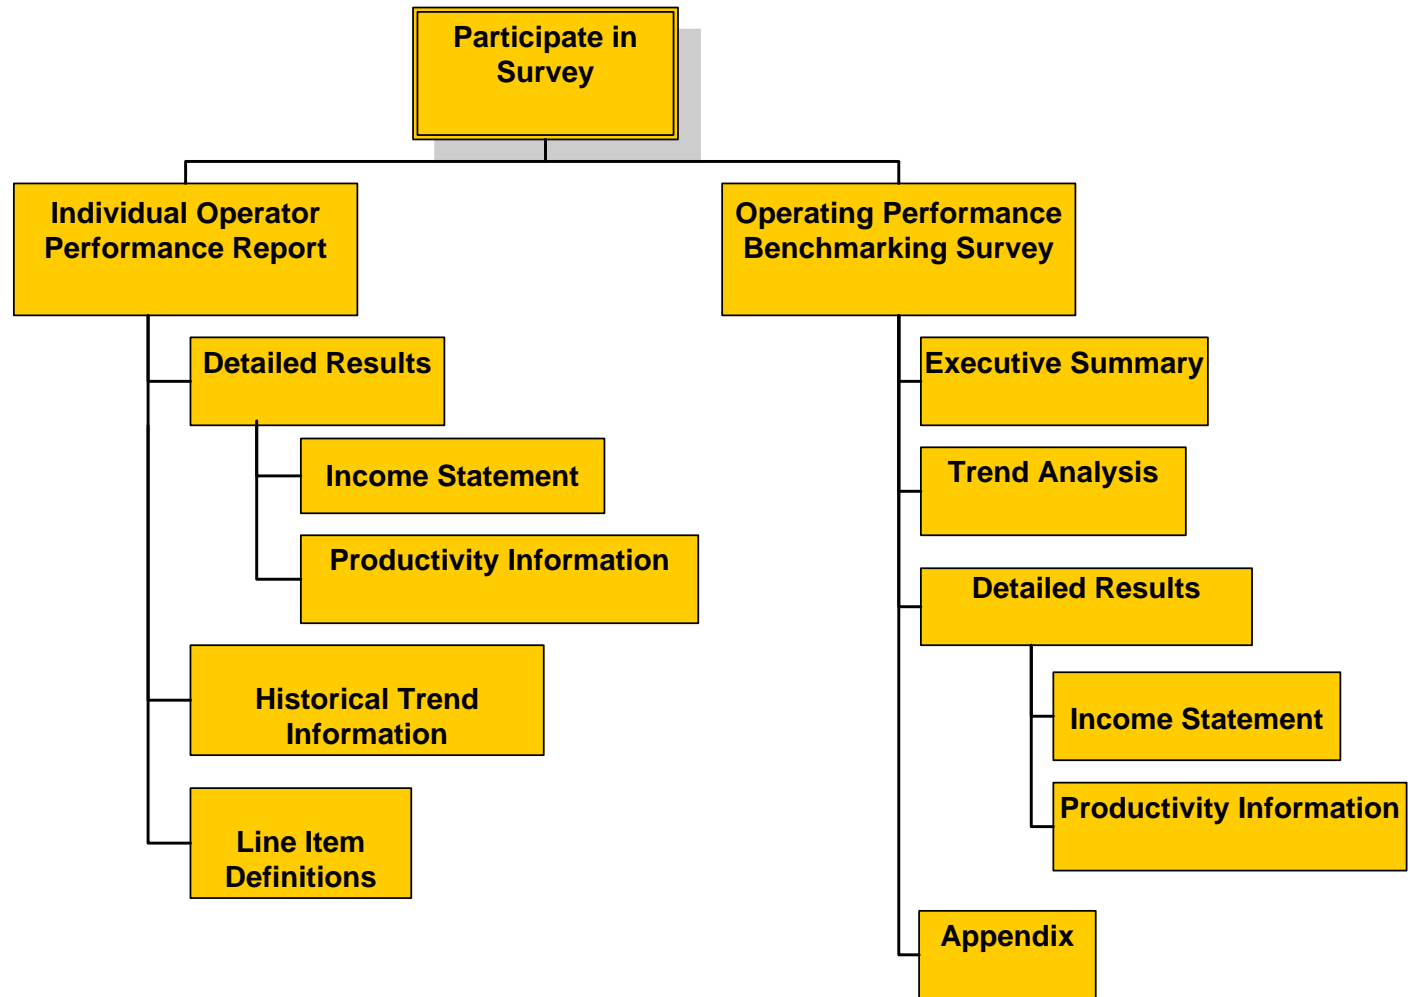 Participate in
Survey
Individual Operator
Performance Report
Detailed Results
Income Statement
Productivity Information
Historical Trend
Information
Line Item
Definitions
Operating Performance
Benchmarking Survey
Executive Summary
Trend Analysis
Detailed Results
Income Statement
Productivity Information
Appendix